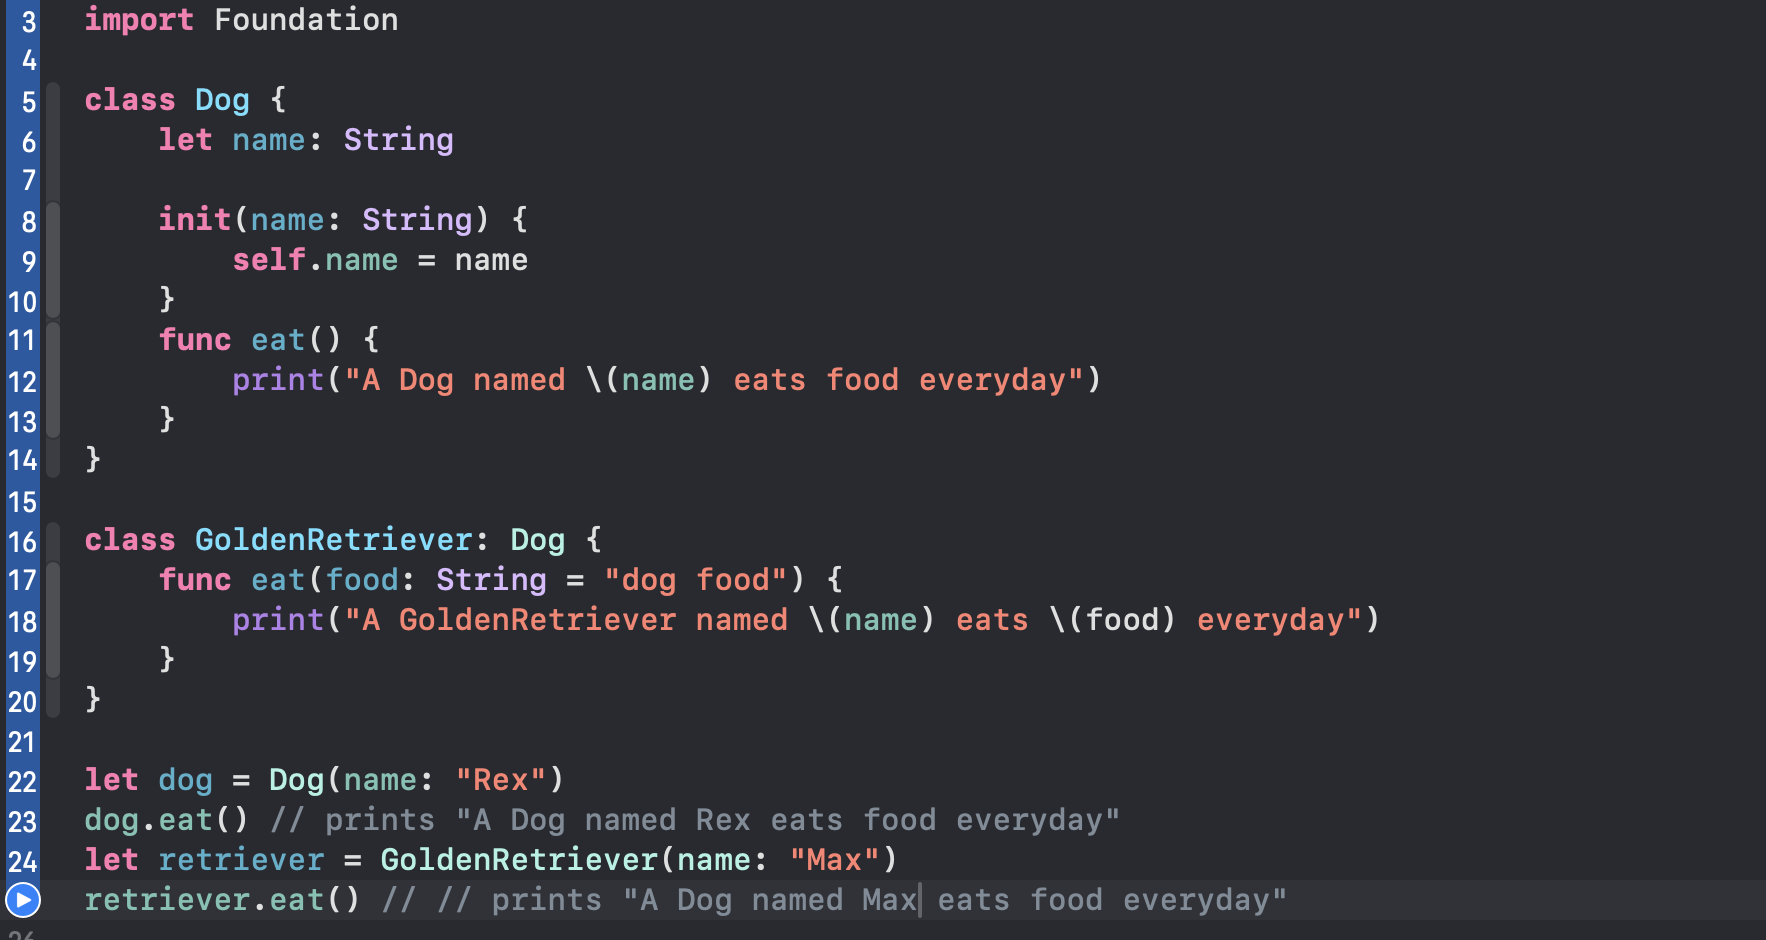 3 import Foundation
4
5 class Dog {
6     let name: String
7
8     init(name: String) {
9         self.name = name
10     }
11     func eat() {
12         print("A Dog named \(name) eats food everyday")
13     }
14 }
15
16 class GoldenRetriever: Dog {
17     func eat(food: String = "dog food") {
18         print("A GoldenRetriever named \(name) eats \(food) everyday")
19     }
20 }
21
22 let dog = Dog(name: "Rex")
23 dog.eat() // prints "A Dog named Rex eats food everyday"
24 let retriever = GoldenRetriever(name: "Max")
retriever.eat() // // prints "A Dog named Max eats food everyday"
26